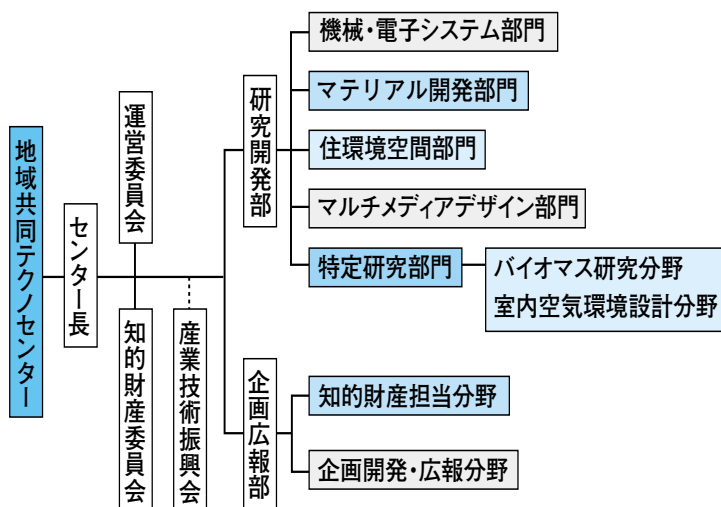 地域共同テクノセンター
センター長
運営委員会
知的財産委員会
産業技術振興会
研究開発部
機械・電子システム部門
マテリアル開発部門
住環境空間部門
マルチメディアデザイン部門
特定研究部門
バイオマス研究分野
室内空気環境設計分野
企画広報部
知的財産担当分野
企画開発・広報分野